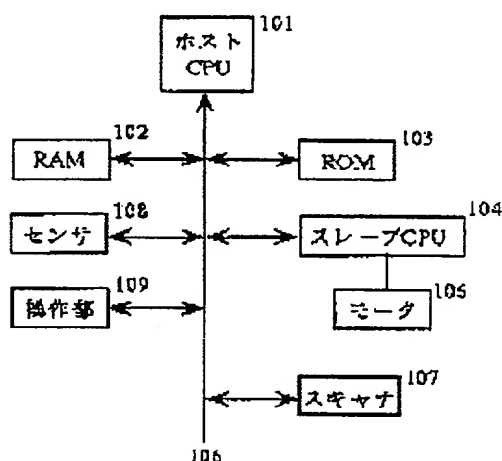 101
ホスト
CPU
102
RAM
103
ROM
108
センサ
104
スレーブCPU
109
操作部
105
モータ
107
スキャナ
106